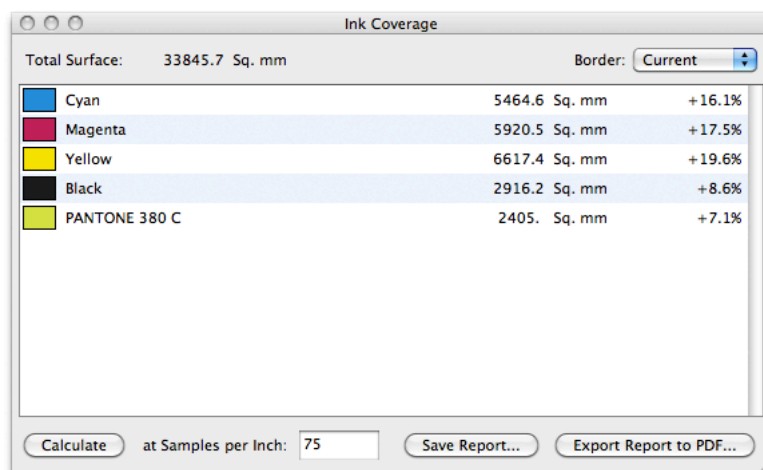 Ink Coverage
Total Surface: 33845.7 Sq. mm Border: Current
Cyan 5464.6 Sq. mm +16.1%
Magenta 5920.5 Sq. mm +17.5%
Yellow 6617.4 Sq. mm +19.6%
Black 2916.2 Sq. mm +8.6%
PANTONE 380 C 2405. Sq. mm +7.1%
Calculate at Samples per Inch: 75 Save Report... Export Report to PDF...